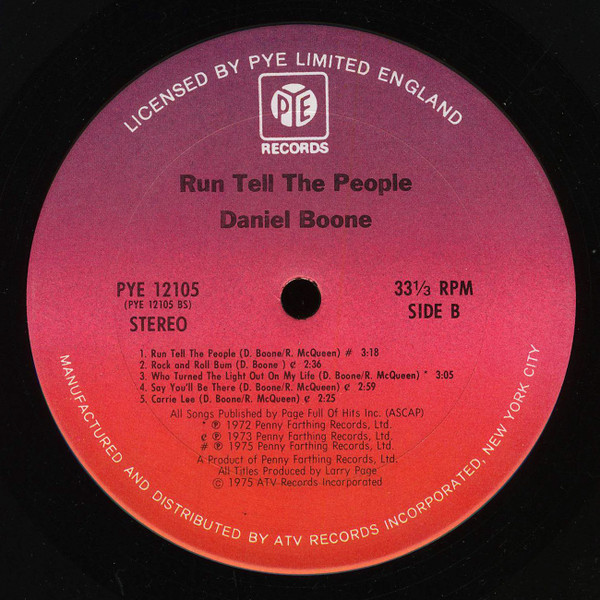 LICENSED BY PYE LIMITED ENGLAND
PYE
RECORDS
Run Tell The People
Daniel Boone
PYE 12105
(PYE 12105 BS)
STEREO
33⅓ RPM
SIDE B
1. Run Tell The People (D. Boone/R. McQueen) # 3:18
2. Rock and Roll Bum (D. Boone ) ¢ 2:36
3. Who Turned The Light Out On My Life (D. Boone/R. McQueen) * 3:05
4. Say You'll Be There (D. Boone/R. McQueen) ¢ 2:59
5. Carrie Lee (D. Boone/R. McQueen) ¢ 2:25
All Songs Published by Page Full Of Hits Inc. (ASCAP)
* ℗ 1972 Penny Farthing Records, Ltd.
¢ ℗ 1973 Penny Farthing Records, Ltd.
# ℗ 1975 Penny Farthing Records, Ltd.
A Product of Penny Farthing Records, Ltd.
All Titles Produced by Larry Page
© 1975 ATV Records Incorporated
MANUFACTURED AND DISTRIBUTED BY ATV RECORDS INCORPORATED, NEW YORK CITY